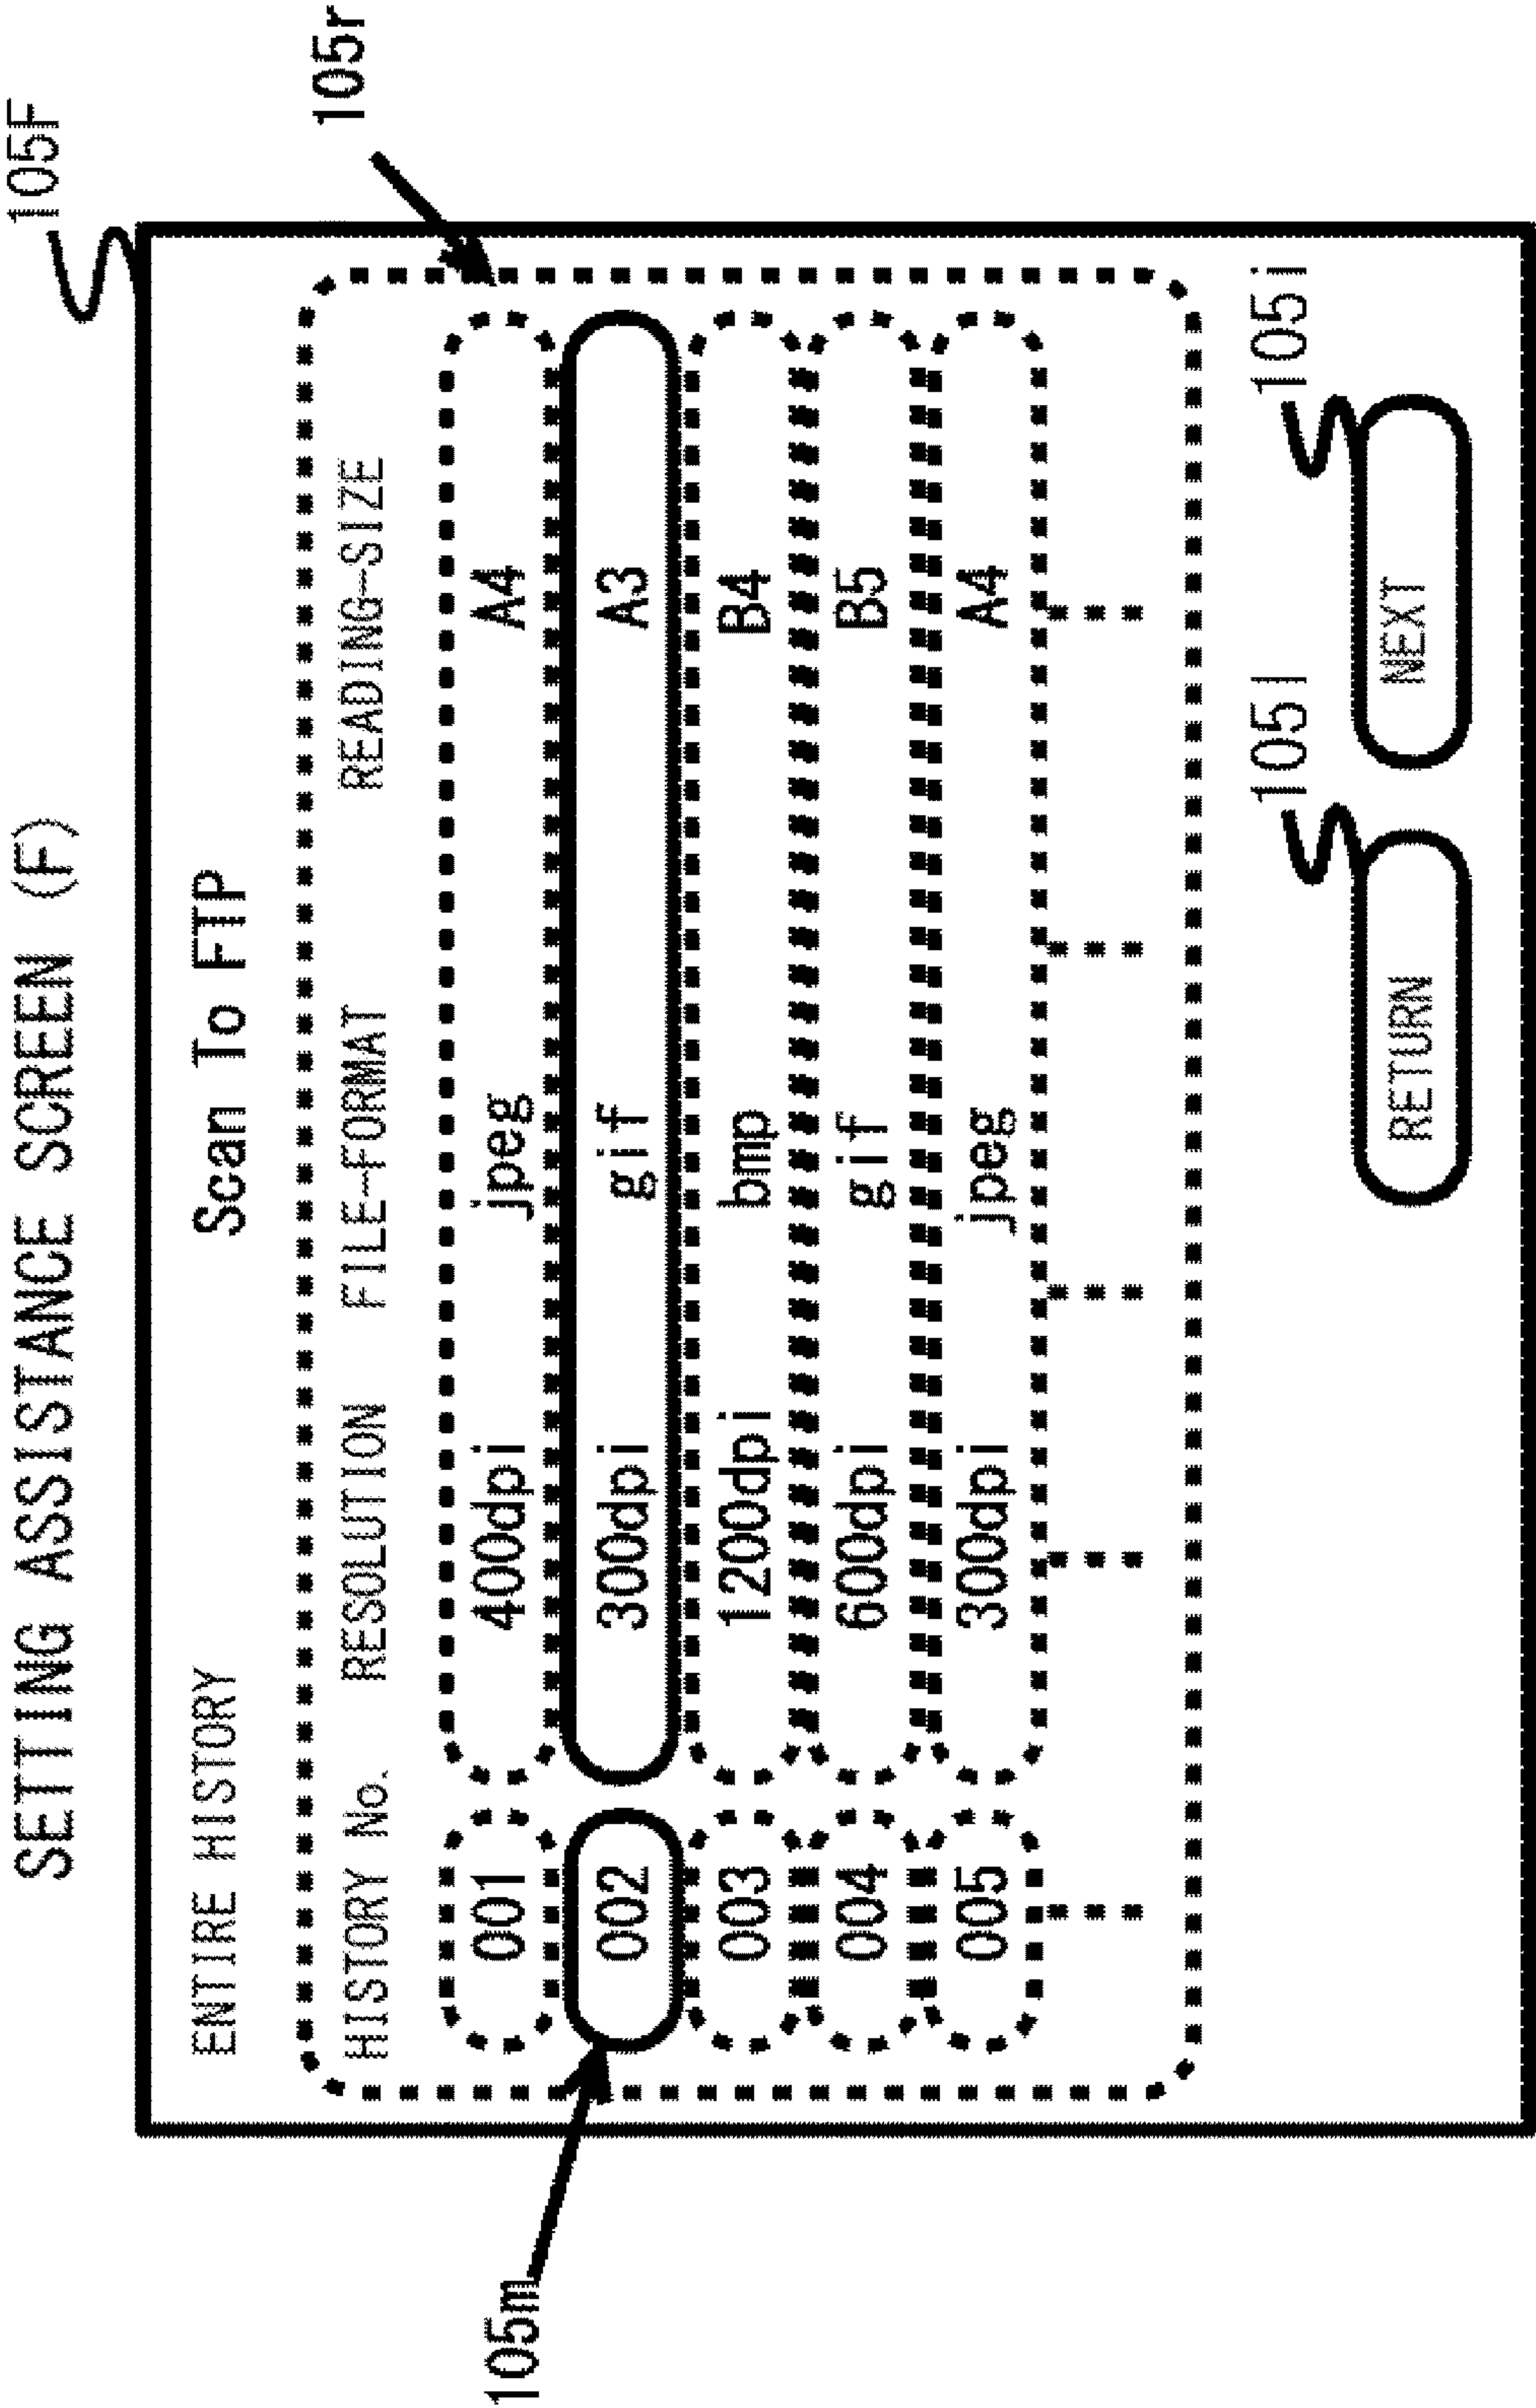 SETTING ASSISTANCE SCREEN (F)
105F
ENTIRE HISTORY Scan To FTP
105r
HISTORY No. RESOLUTION FILE-FORMAT READING-SIZE
001 400dpi jpeg A4
105m
002 300dpi gif A3
003 1200dpi bmp B4
004 600dpi gif B5
005 300dpi jpeg A4
105l 105i
RETURN NEXT